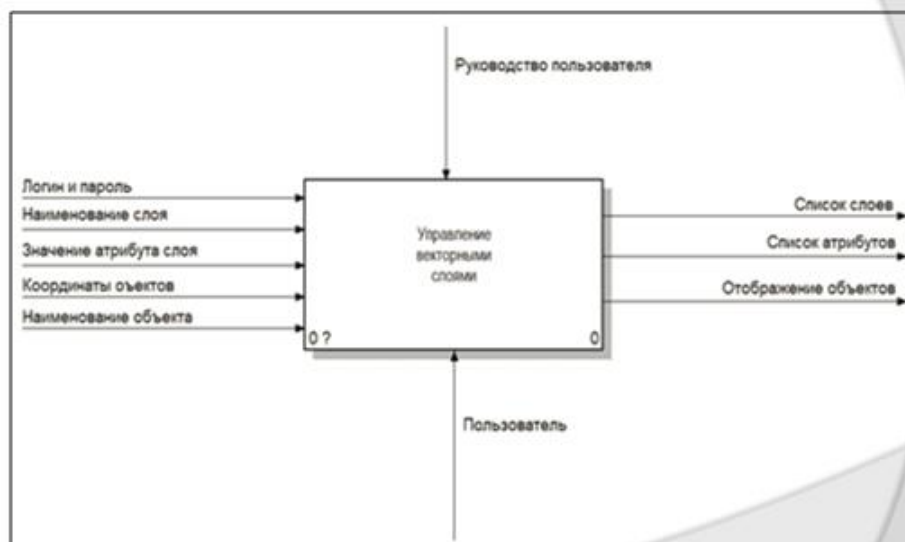 Руководство пользователя
Логин и пароль
Наименование слоя
Значение атрибута слоя
Координаты оъектов
Наименование объекта
Управление
векторными
слоями
0 ?
0
Список слоев
Список атрибутов
Отображение объектов
Пользователь